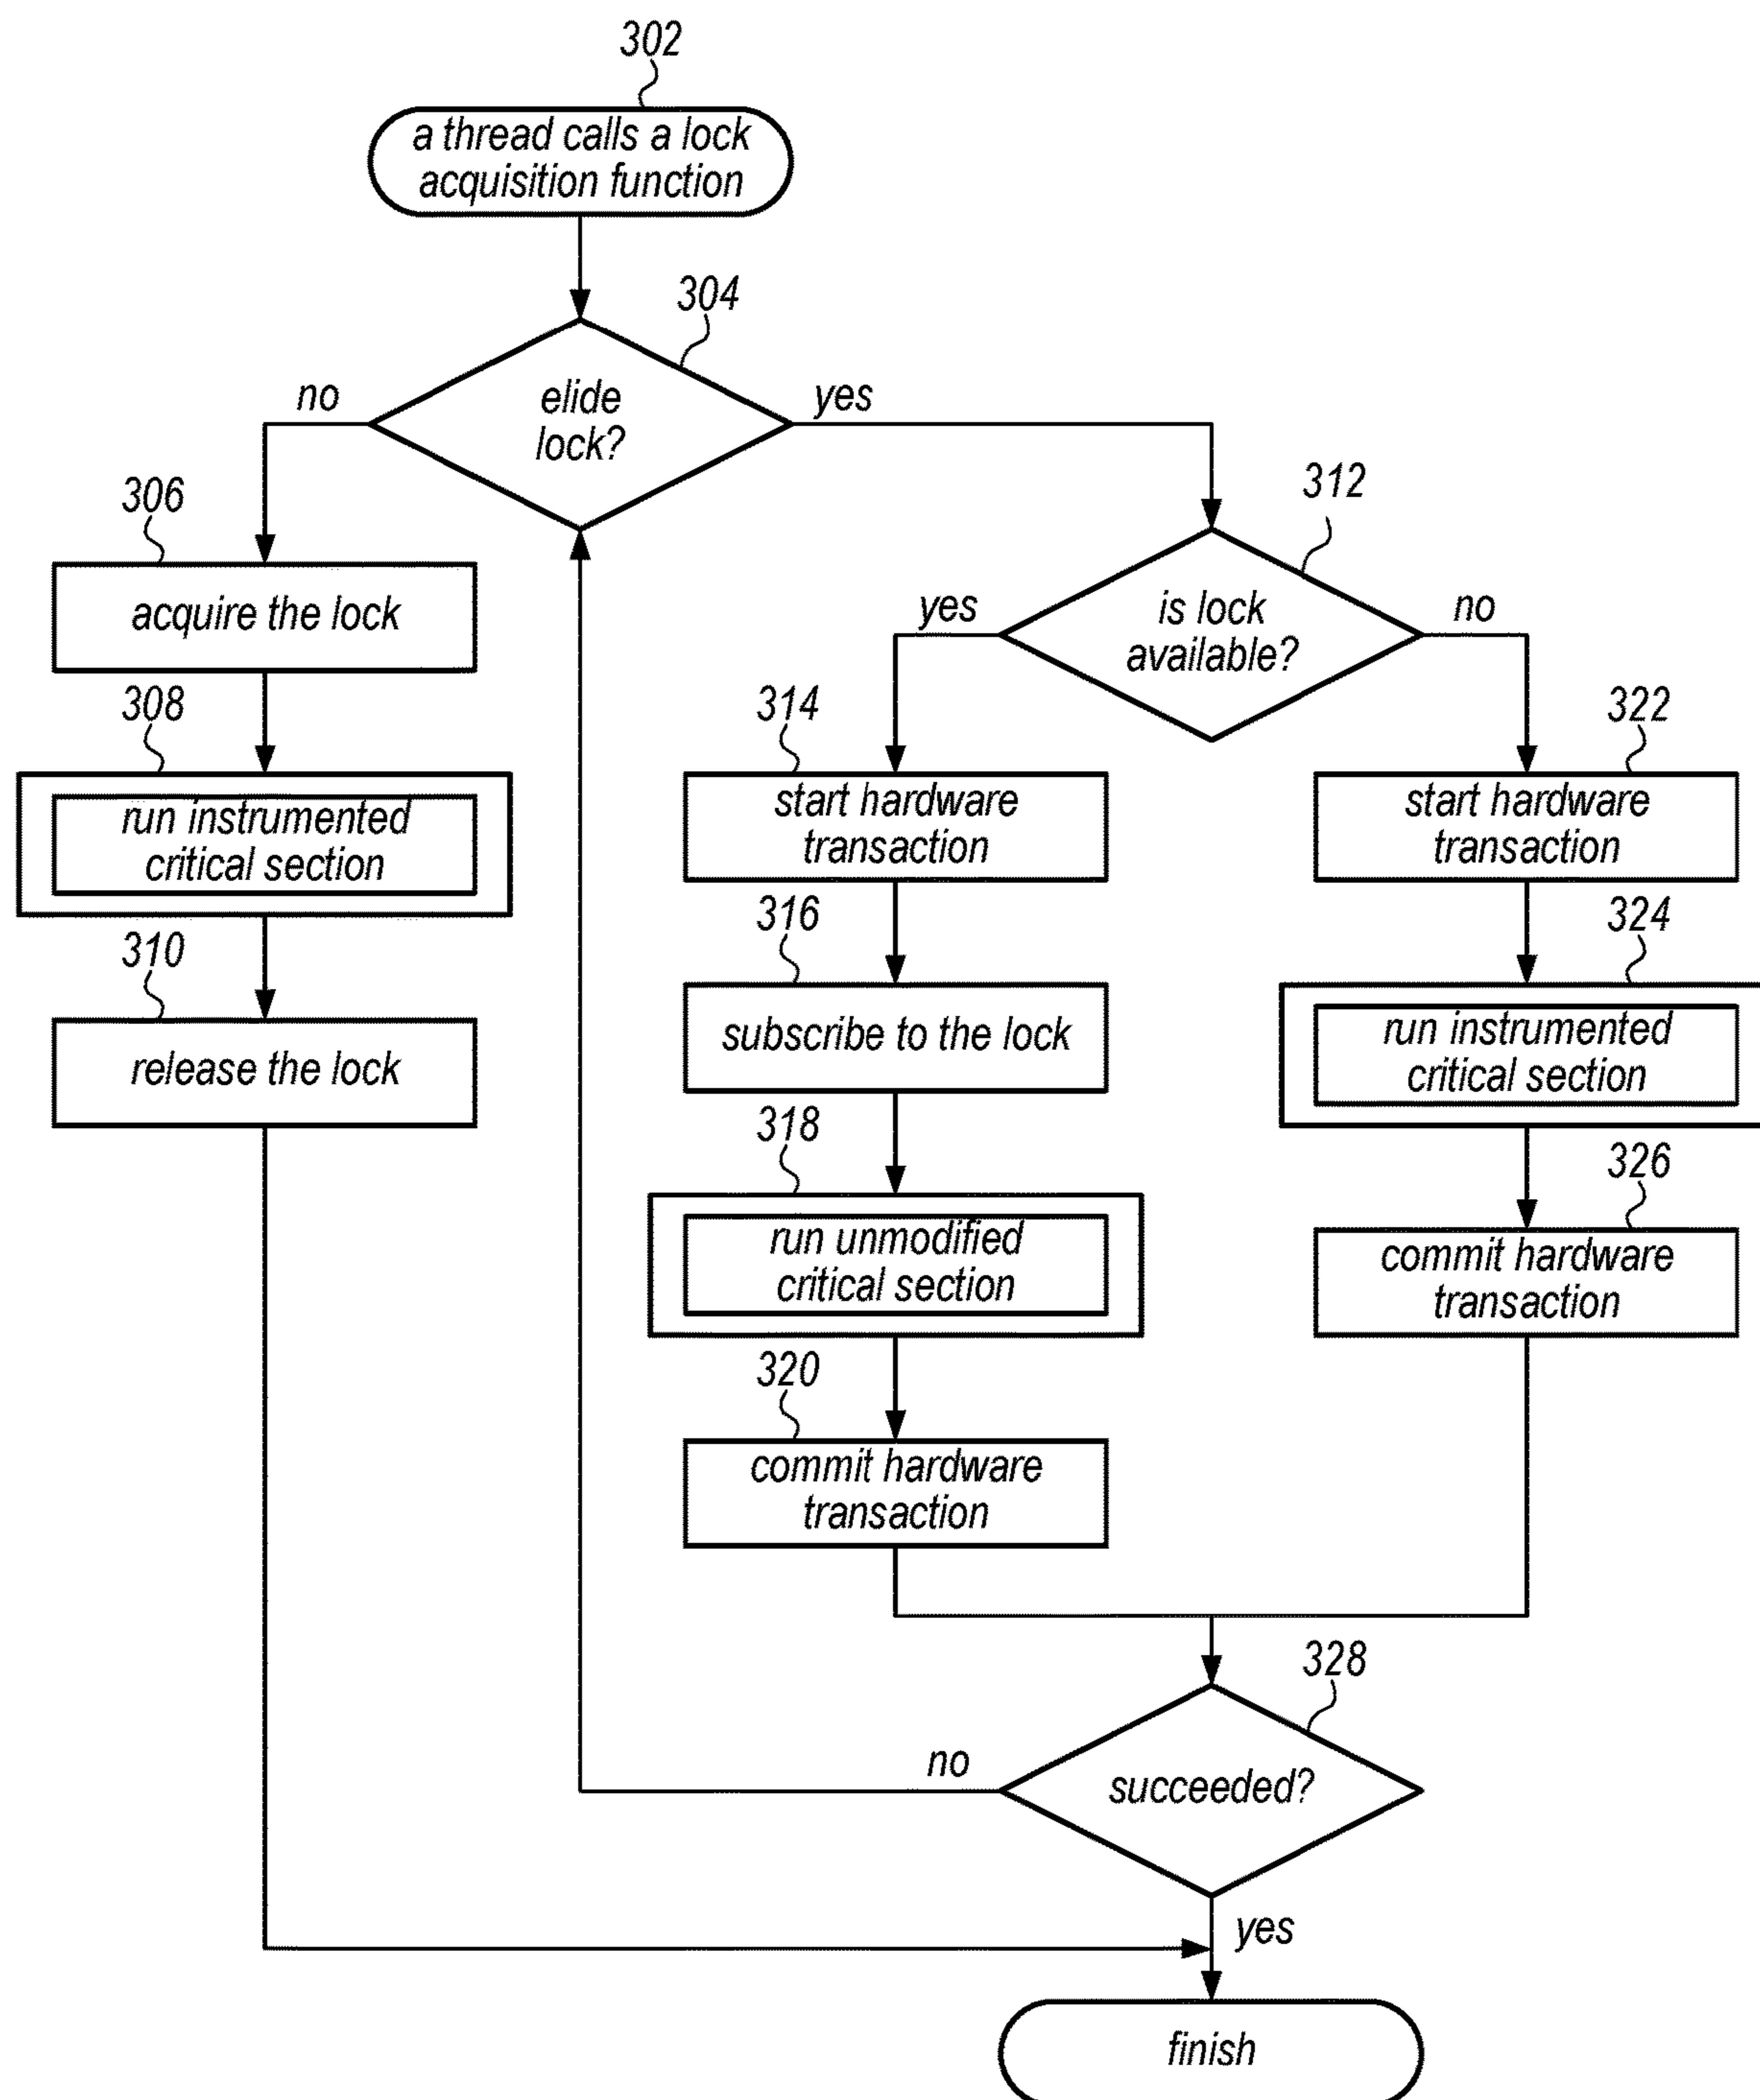 302
a thread calls a lock
acquisition function
304
elide
lock?
no
yes
306
acquire the lock
308
run instrumented
critical section
310
release the lock
312
is lock
available?
yes
no
314
start hardware
transaction
316
subscribe to the lock
318
run unmodified
critical section
320
commit hardware
transaction
322
start hardware
transaction
324
run instrumented
critical section
326
commit hardware
transaction
328
succeeded?
no
yes
finish